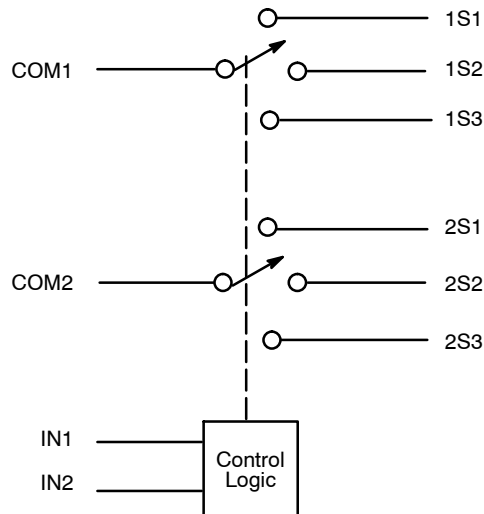 1S1
COM1
1S2
1S3
2S1
COM2
2S2
2S3
IN1
Control
Logic
IN2